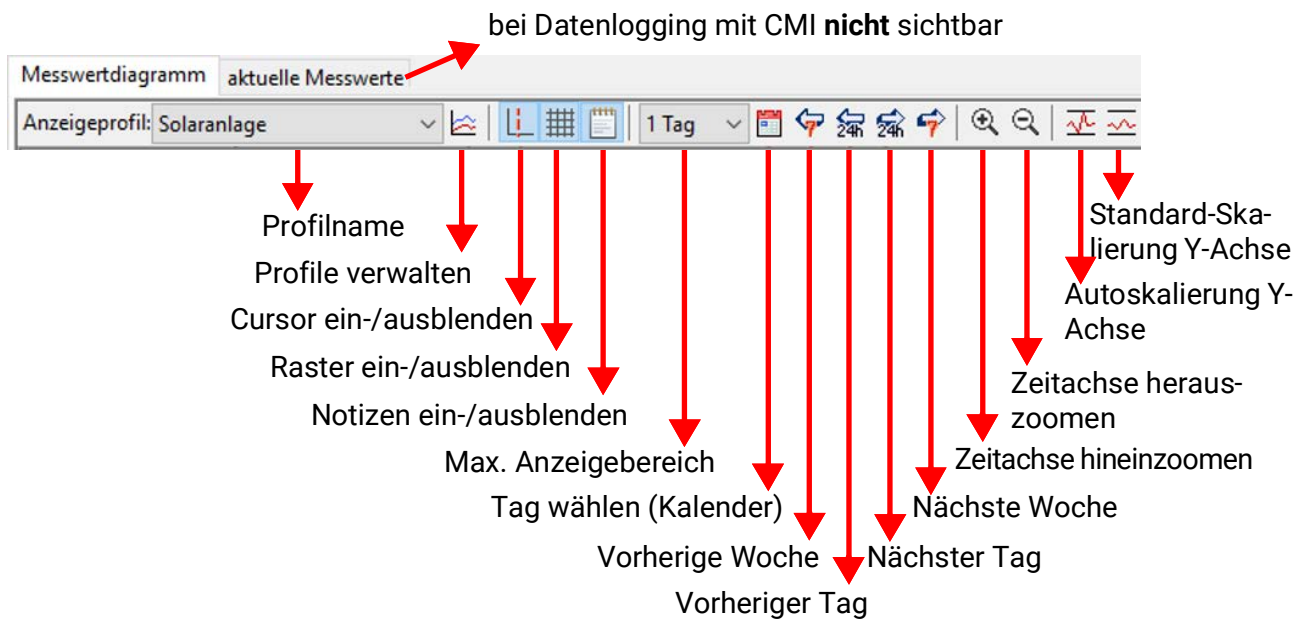 bei Datenlogging mit CMI nicht sichtbar
Messwertdiagramm aktuelle Messwerte
Anzeigeprofil: Solaranlage 1 Tag 7 24h 24h 7
Profilname
Profile verwalten
Cursor ein-/ausblenden
Raster ein-/ausblenden
Notizen ein-/ausblenden
Max. Anzeigebereich
Tag wählen (Kalender)
Vorherige Woche
Vorheriger Tag
Nächster Tag
Nächste Woche
Zeitachse hineinzoomen
Zeitachse heraus-
zoomen
Autoskalierung Y-
Achse
Standard-Ska-
lierung Y-Achse